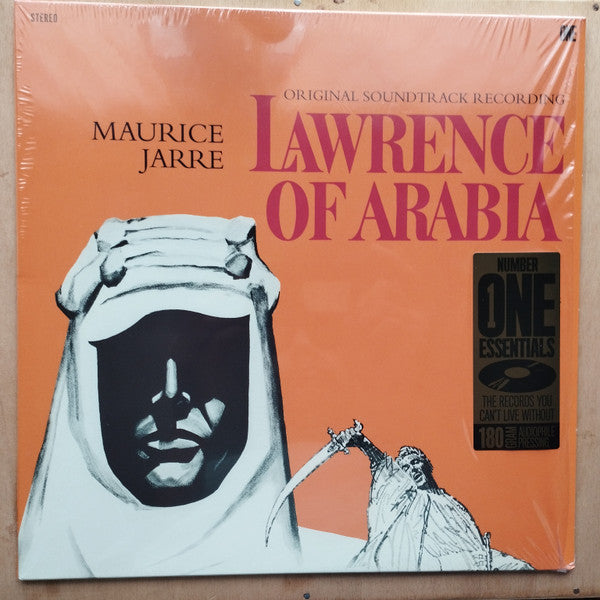 STEREO
ONE
ORIGINAL SOUNDTRACK RECORDING
MAURICE
JARRE
LAWRENCE
OF ARABIA
NUMBER
ONE
ESSENTIALS
THE RECORDS YOU
CAN'T LIVE WITHOUT
180 GRAM AUDIOPHILE
PRESSING